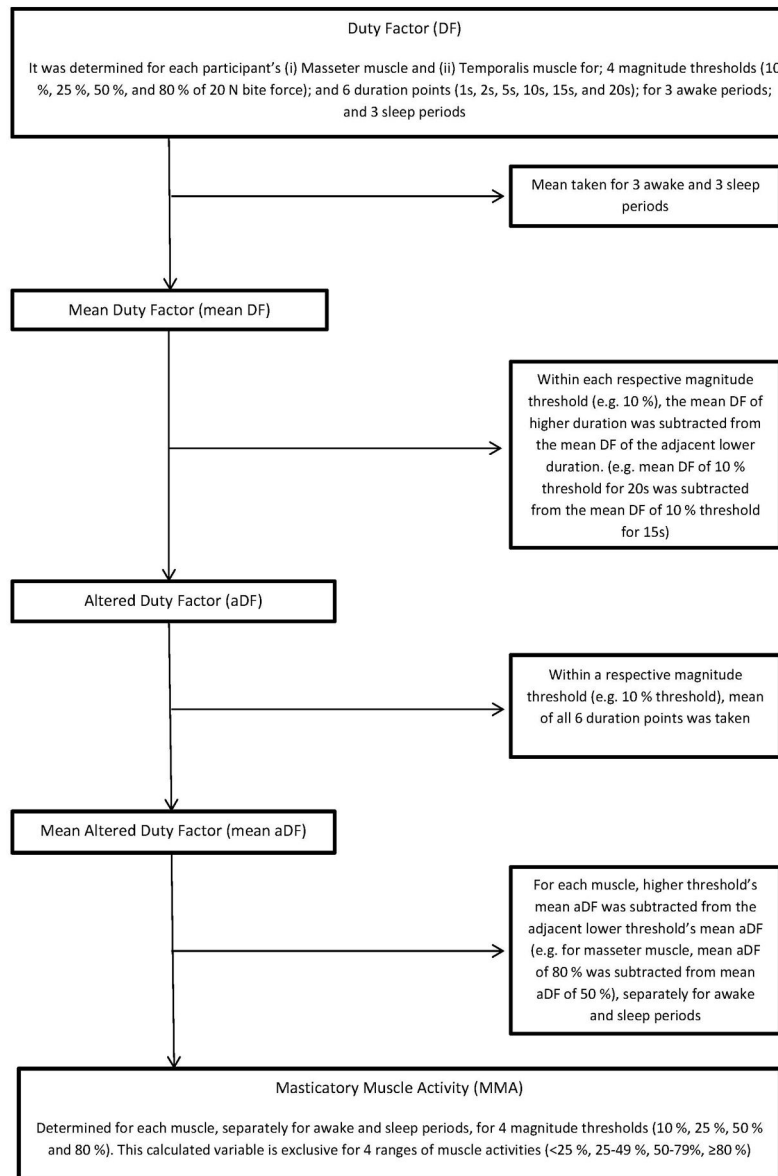 Duty Factor (DF)
It was determined for each participant's (i) Masseter muscle and (ii) Temporalis muscle for; 4 magnitude thresholds (10
%, 25 %, 50 %, and 80 % of 20 N bite force); and 6 duration points (1s, 2s, 5s, 10s, 15s, and 20s); for 3 awake periods;
and 3 sleep periods
Mean taken for 3 awake and 3 sleep
periods
Mean Duty Factor (mean DF)
Within each respective magnitude
threshold (e.g. 10 %), the mean DF of
higher duration was subtracted from
the mean DF of the adjacent lower
duration. (e.g. mean DF of 10 %
threshold for 20s was subtracted
from the mean DF of 10 % threshold
for 15s)
Altered Duty Factor (aDF)
Within a respective magnitude
threshold (e.g. 10 % threshold), mean
of all 6 duration points was taken
Mean Altered Duty Factor (mean aDF)
For each muscle, higher threshold's
mean aDF was subtracted from the
adjacent lower threshold's mean aDF
(e.g. for masseter muscle, mean aDF
of 80 % was subtracted from mean
aDF of 50 %), separately for awake
and sleep periods
Masticatory Muscle Activity (MMA)
Determined for each muscle, separately for awake and sleep periods, for 4 magnitude thresholds (10 %, 25 %, 50 %
and 80 %). This calculated variable is exclusive for 4 ranges of muscle activities (<25 %, 25-49 %, 50-79%, ≥80 %)